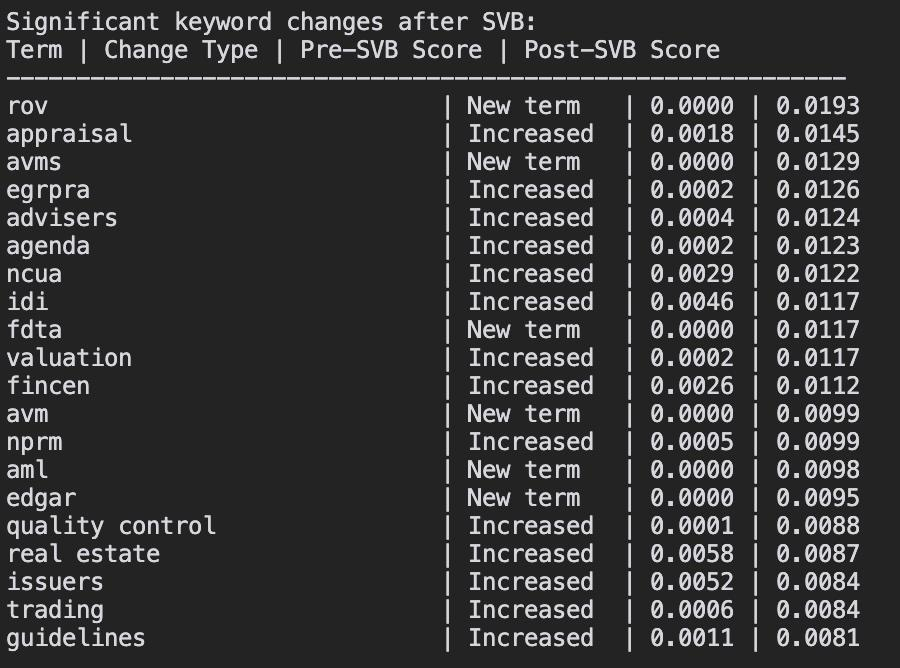 Significant keyword changes after SVB:
Term | Change Type | Pre-SVB Score | Post-SVB Score
------------------------------------------------------------
rov | New term | 0.0000 | 0.0193
appraisal | Increased | 0.0018 | 0.0145
avms | New term | 0.0000 | 0.0129
egrpra | Increased | 0.0002 | 0.0126
advisers | Increased | 0.0004 | 0.0124
agenda | Increased | 0.0002 | 0.0123
ncua | Increased | 0.0029 | 0.0122
idi | Increased | 0.0046 | 0.0117
fdta | New term | 0.0000 | 0.0117
valuation | Increased | 0.0002 | 0.0117
fincen | Increased | 0.0026 | 0.0112
avm | New term | 0.0000 | 0.0099
nprm | Increased | 0.0005 | 0.0099
aml | New term | 0.0000 | 0.0098
edgar | New term | 0.0000 | 0.0095
quality control | Increased | 0.0001 | 0.0088
real estate | Increased | 0.0058 | 0.0087
issuers | Increased | 0.0052 | 0.0084
trading | Increased | 0.0006 | 0.0084
guidelines | Increased | 0.0011 | 0.0081